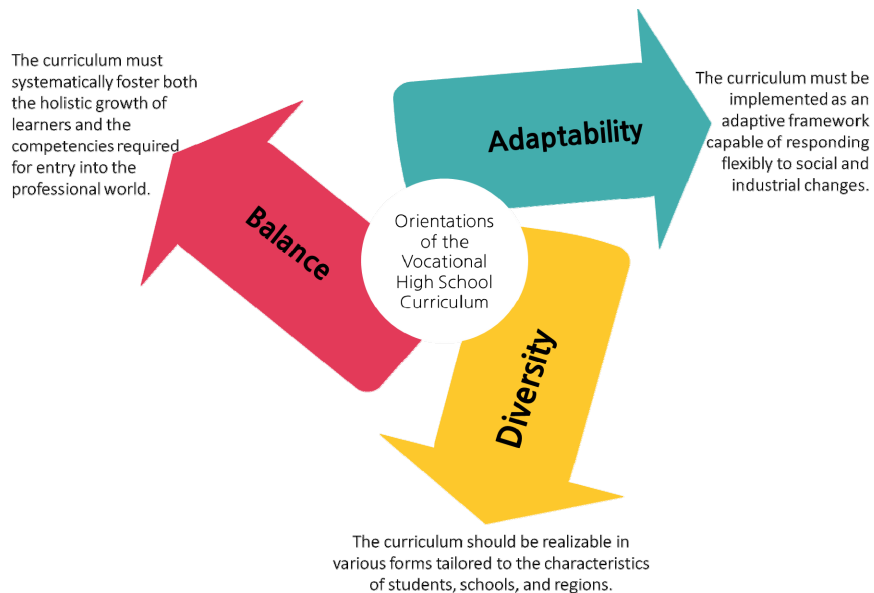 The curriculum must
systematically foster both
the holistic growth of
learners and the
competencies required
for entry into the
professional world.
Balance
Orientations
of the
Vocational
High School
Curriculum
Adaptability
The curriculum must be
implemented as an
adaptive framework
capable of responding
flexibly to social and
industrial changes.
Diversity
The curriculum should be realizable in
various forms tailored to the characteristics
of students, schools, and regions.